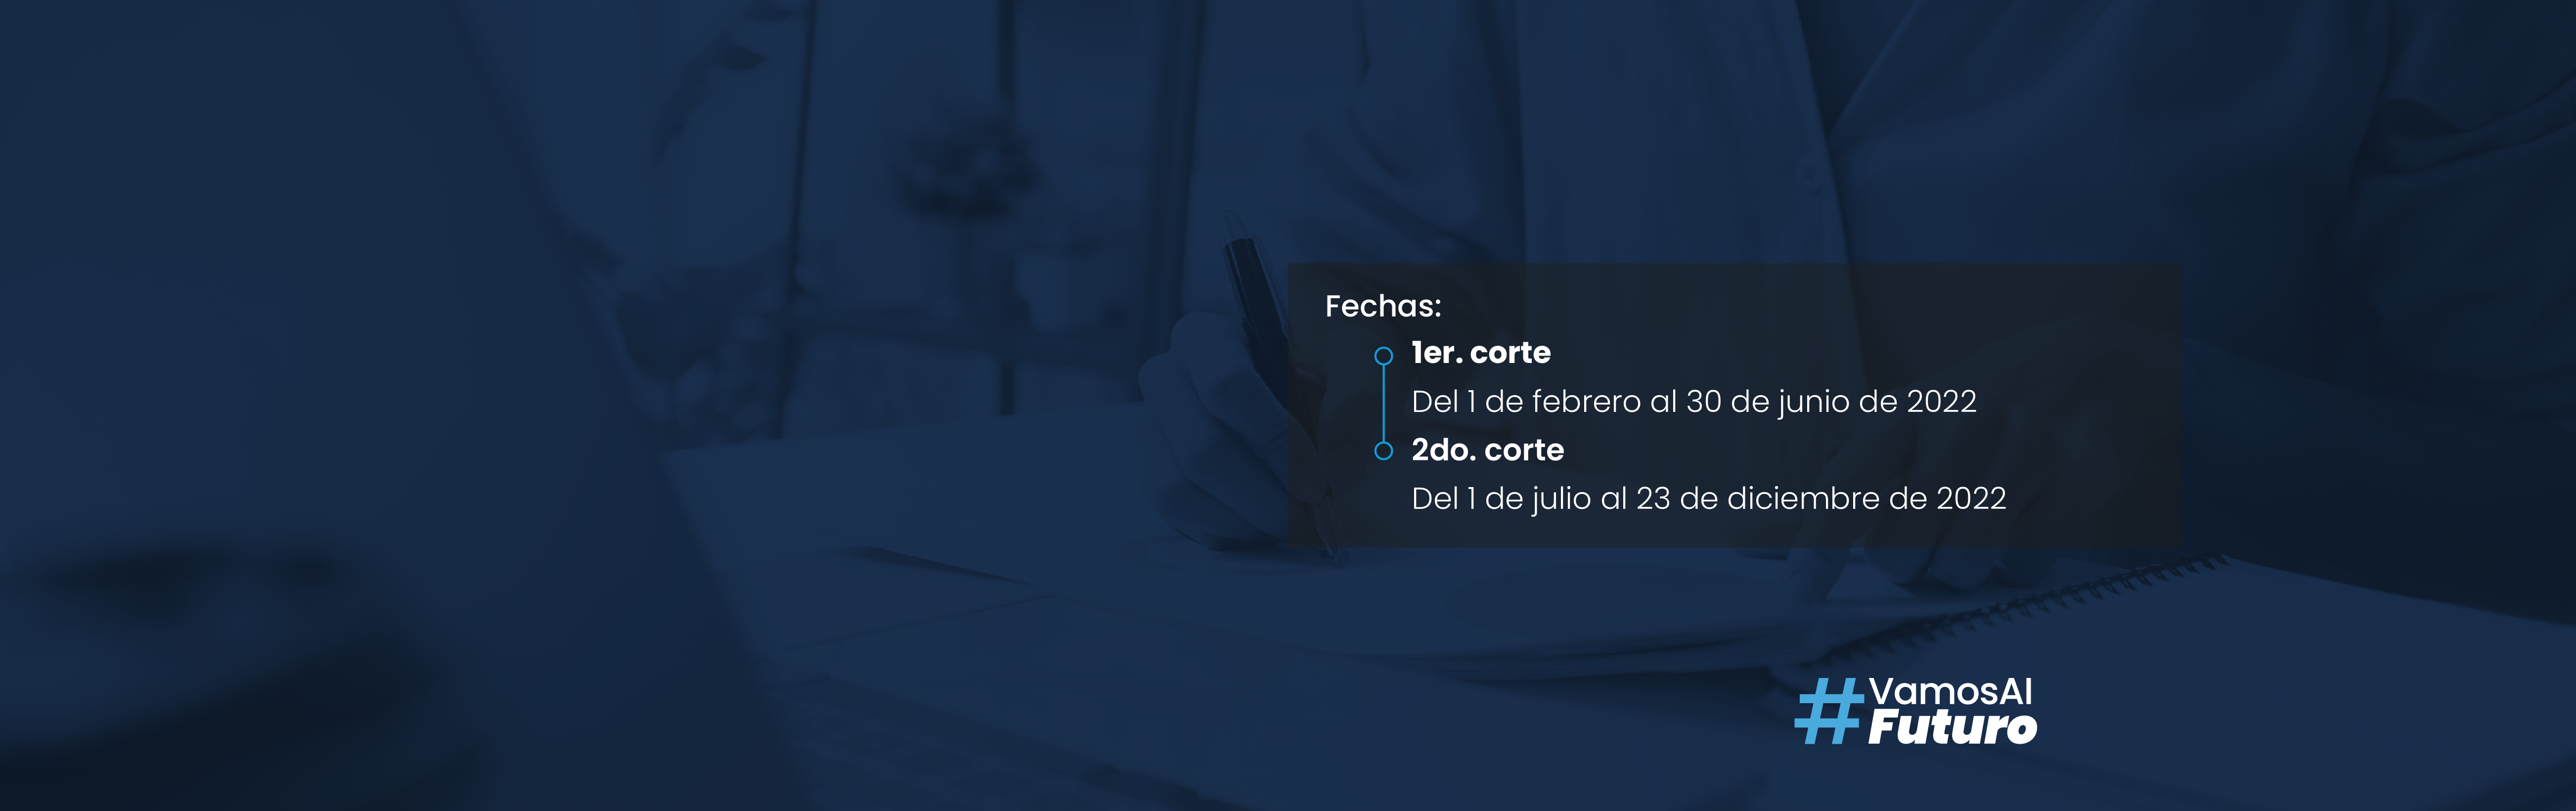 Fechas:
1er. corte
Del 1 de febrero al 30 de junio de 2022
2do. corte
Del 1 de julio al 23 de diciembre de 2022
#VamosAl
Futuro